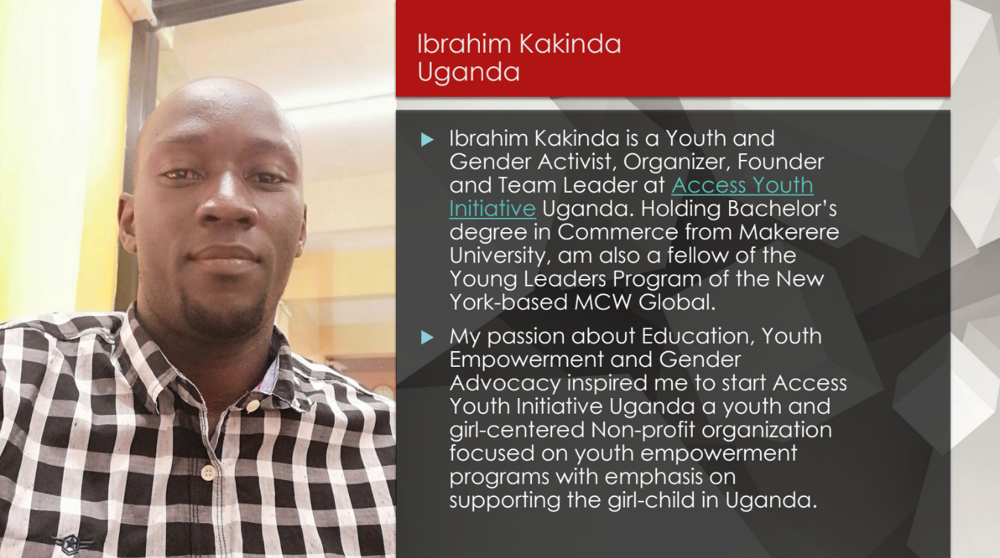 Ibrahim Kakinda
Uganda
Ibrahim Kakinda is a Youth and
Gender Activist, Organizer, Founder
and Team Leader at Access Youth
Initiative Uganda. Holding Bachelor’s
degree in Commerce from Makerere
University, am also a fellow of the
Young Leaders Program of the New
York-based MCW Global.
My passion about Education, Youth
Empowerment and Gender
Advocacy inspired me to start Access
Youth Initiative Uganda a youth and
girl-centered Non-profit organization
focused on youth empowerment
programs with emphasis on
supporting the girl-child in Uganda.